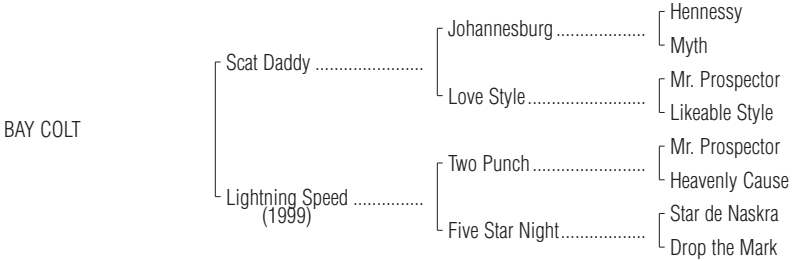 Hennessy
Johannesburg ...................
Myth
Scat Daddy .......................
Mr. Prospector
Love Style.........................
Likeable Style
BAY COLT
Mr. Prospector
Two Punch........................
Heavenly Cause
Lightning Speed ...............
(1999)
Star de Naskra
Five Star Night..................
Drop the Mark